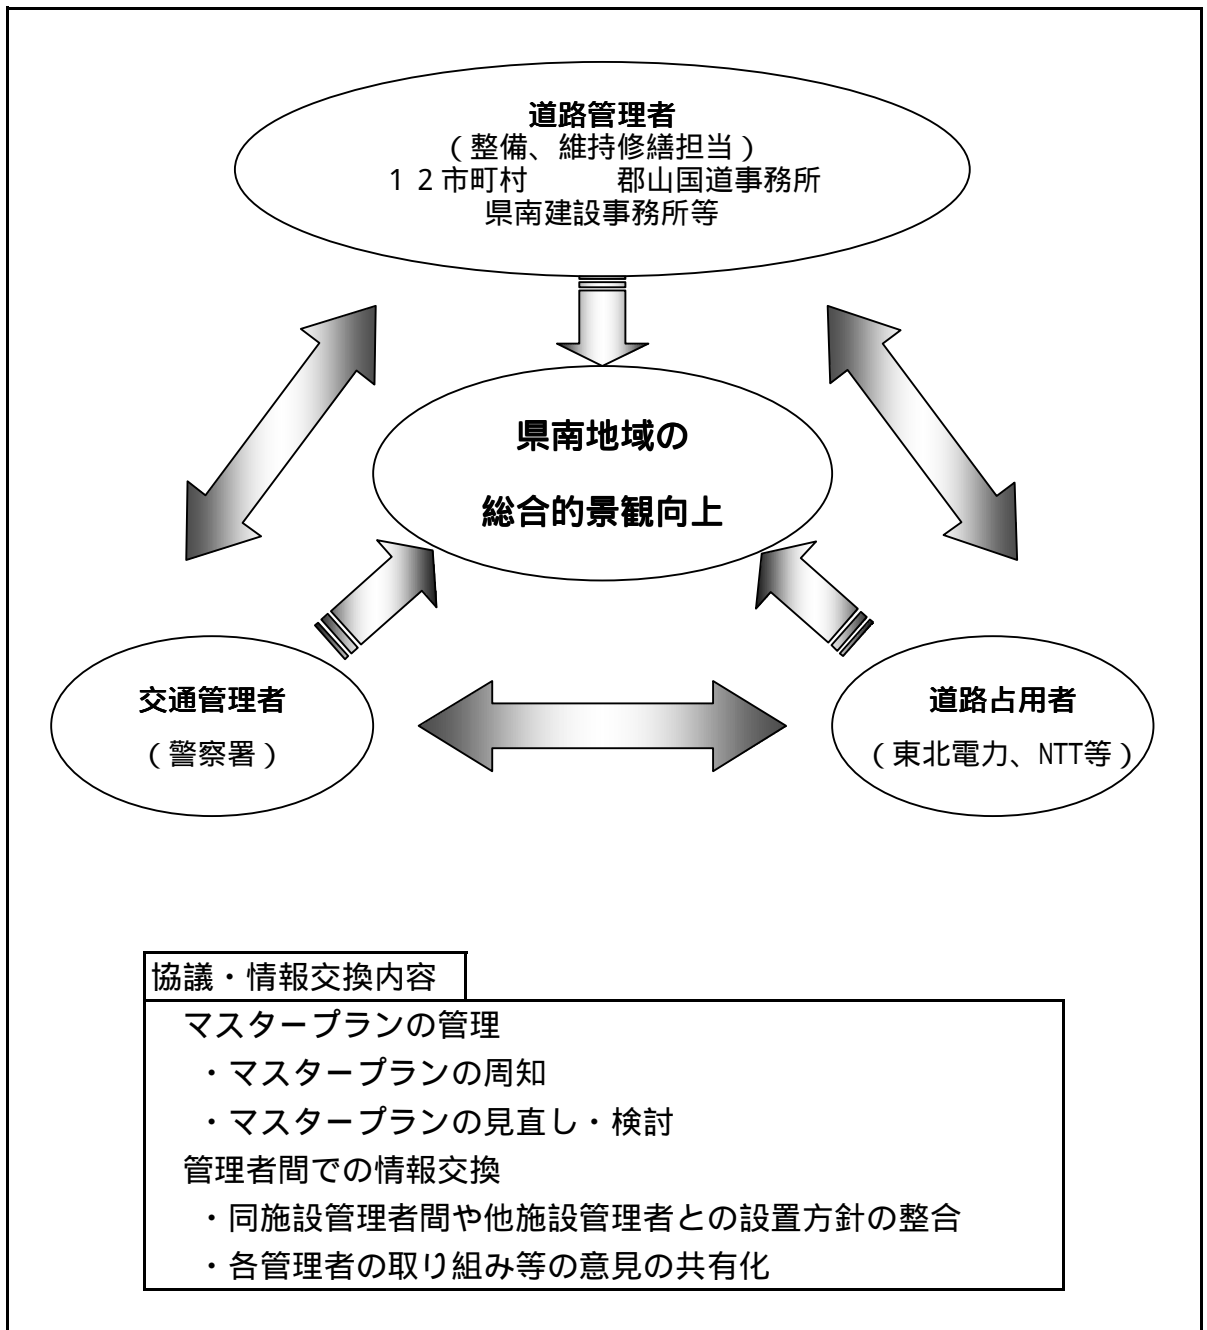 道路管理者
（整備、維持修繕担当）
１２市町村　　　郡山国道事務所
県南建設事務所等
県南地域の
総合的景観向上
交通管理者
（警察署）
道路占用者
（東北電力、NTT等）
協議・情報交換内容
マスタープランの管理
・マスタープランの周知
・マスタープランの見直し・検討
管理者間での情報交換
・同施設管理者間や他施設管理者との設置方針の整合
・各管理者の取り組み等の意見の共有化